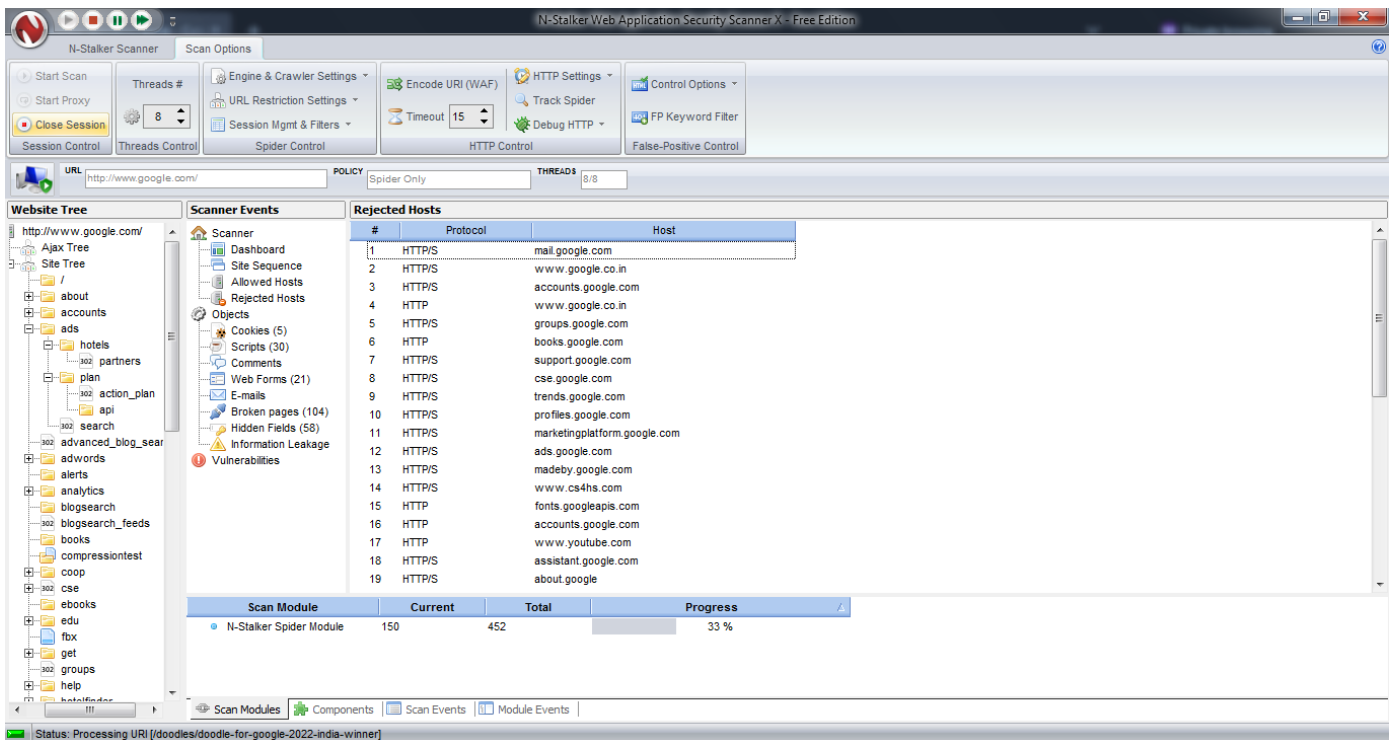 N-Stalker Web Application Security Scanner X - Free Edition
N-Stalker Scanner Scan Options
Start Scan
Start Proxy
Close Session
Session Control
Threads #
8
Threads Control
Engine & Crawler Settings
URL Restriction Settings
Session Mgmt & Filters
Spider Control
Encode URI (WAF)
Timeout 15
HTTP Settings
Track Spider
Debug HTTP
HTTP Control
Control Options
FP Keyword Filter
False-Positive Control
URL http://www.google.com/ POLICY Spider Only THREADS 8/8
Website Tree
http://www.google.com/
Ajax Tree
Site Tree
/
about
accounts
ads
hotels
302 partners
plan
302 action_plan
api
302 search
302 advanced_blog_sear
adwords
alerts
analytics
blogsearch
302 blogsearch_feeds
books
compressiontest
coop
302 cse
ebooks
edu
fbx
get
302 groups
help
hotelfinder
Scanner Events
Scanner
Dashboard
Site Sequence
Allowed Hosts
Rejected Hosts
Objects
Cookies (5)
Scripts (30)
Comments
Web Forms (21)
E-mails
Broken pages (104)
Hidden Fields (58)
Information Leakage
Vulnerabilities
Rejected Hosts
# Protocol Host
1 HTTP/S mail.google.com
2 HTTP/S www.google.co.in
3 HTTP/S accounts.google.com
4 HTTP www.google.co.in
5 HTTP/S groups.google.com
6 HTTP books.google.com
7 HTTP/S support.google.com
8 HTTP/S cse.google.com
9 HTTP/S trends.google.com
10 HTTP/S profiles.google.com
11 HTTP/S marketingplatform.google.com
12 HTTP/S ads.google.com
13 HTTP/S madeby.google.com
14 HTTP/S www.cs4hs.com
15 HTTP fonts.googleapis.com
16 HTTP accounts.google.com
17 HTTP www.youtube.com
18 HTTP/S assistant.google.com
19 HTTP/S about.google
Scan Module Current Total Progress
N-Stalker Spider Module 150 452 33 %
Scan Modules Components Scan Events Module Events
Status: Processing URI [/doodles/doodle-for-google-2022-india-winner]